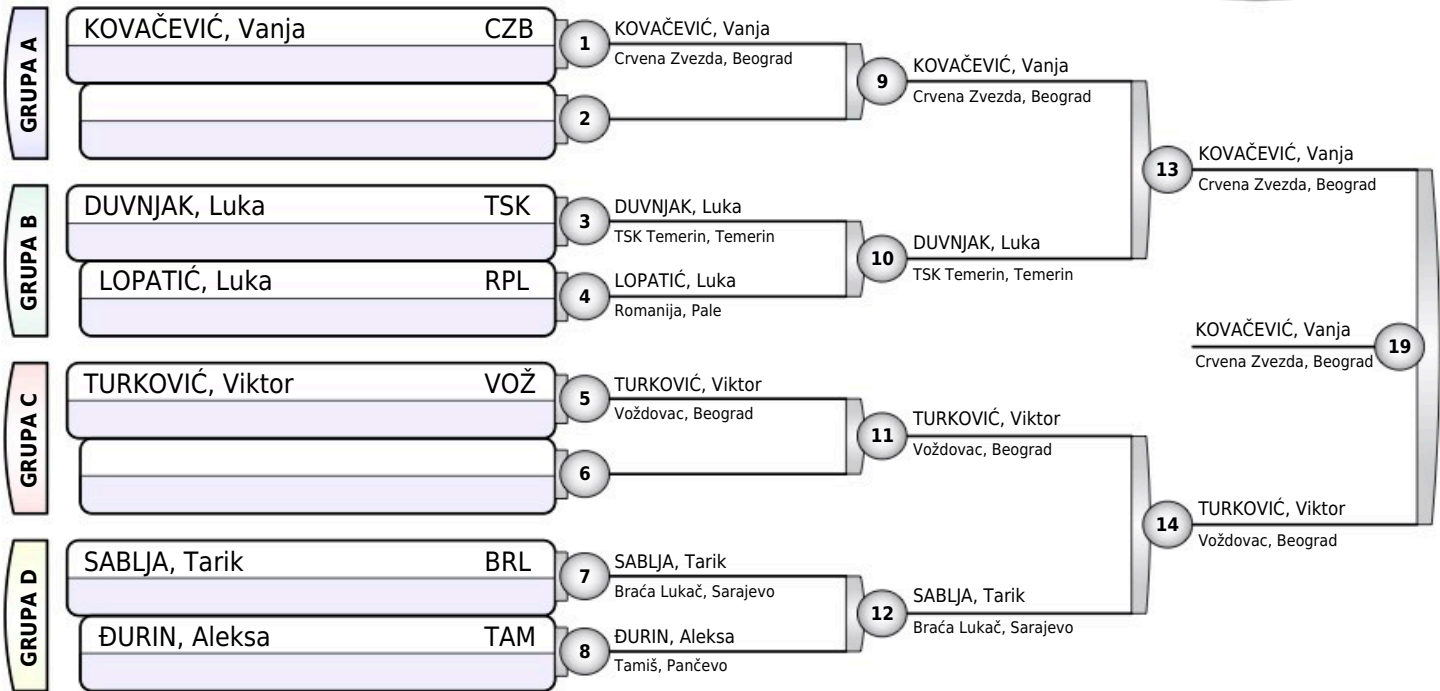 GRUPA A
KOVAČEVIĆ, Vanja CZB
1
KOVAČEVIĆ, Vanja
Crvena Zvezda, Beograd
2
9
KOVAČEVIĆ, Vanja
Crvena Zvezda, Beograd
GRUPA B
DUVNJAK, Luka TSK
3
DUVNJAK, Luka
TSK Temerin, Temerin
LOPATIĆ, Luka RPL
4
LOPATIĆ, Luka
Romanija, Pale
10
DUVNJAK, Luka
TSK Temerin, Temerin
13
KOVAČEVIĆ, Vanja
Crvena Zvezda, Beograd
GRUPA C
TURKOVIĆ, Viktor VOŽ
5
TURKOVIĆ, Viktor
Voždovac, Beograd
6
11
TURKOVIĆ, Viktor
Voždovac, Beograd
GRUPA D
SABLJA, Tarik BRL
7
SABLJA, Tarik
Braća Lukač, Sarajevo
ĐURIN, Aleksa TAM
8
ĐURIN, Aleksa
Tamiš, Pančevo
12
SABLJA, Tarik
Braća Lukač, Sarajevo
14
TURKOVIĆ, Viktor
Voždovac, Beograd
KOVAČEVIĆ, Vanja
Crvena Zvezda, Beograd
19